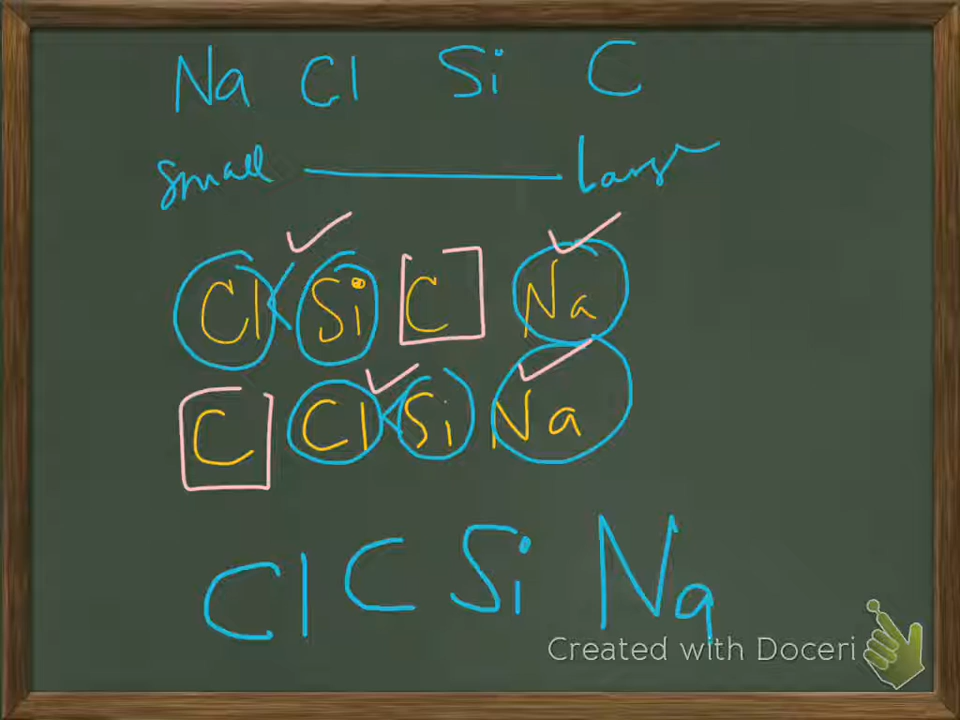 Na Cl Si C
Small Large
Cl < Si C Na
C Cl < Si Na
Cl C Si Na
Created with Doceri